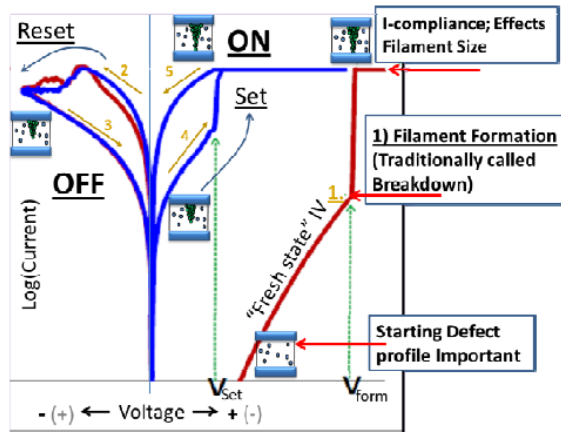 Reset
ON
I-compliance; Effects
Filament Size
2
5
Set
3
4
1) Filament Formation
(Traditionally called
Breakdown)
OFF
1.
Log(Current)
"Fresh state" IV
Starting Defect
profile Important
VSet
Vform
- (+) ← Voltage → + (-)